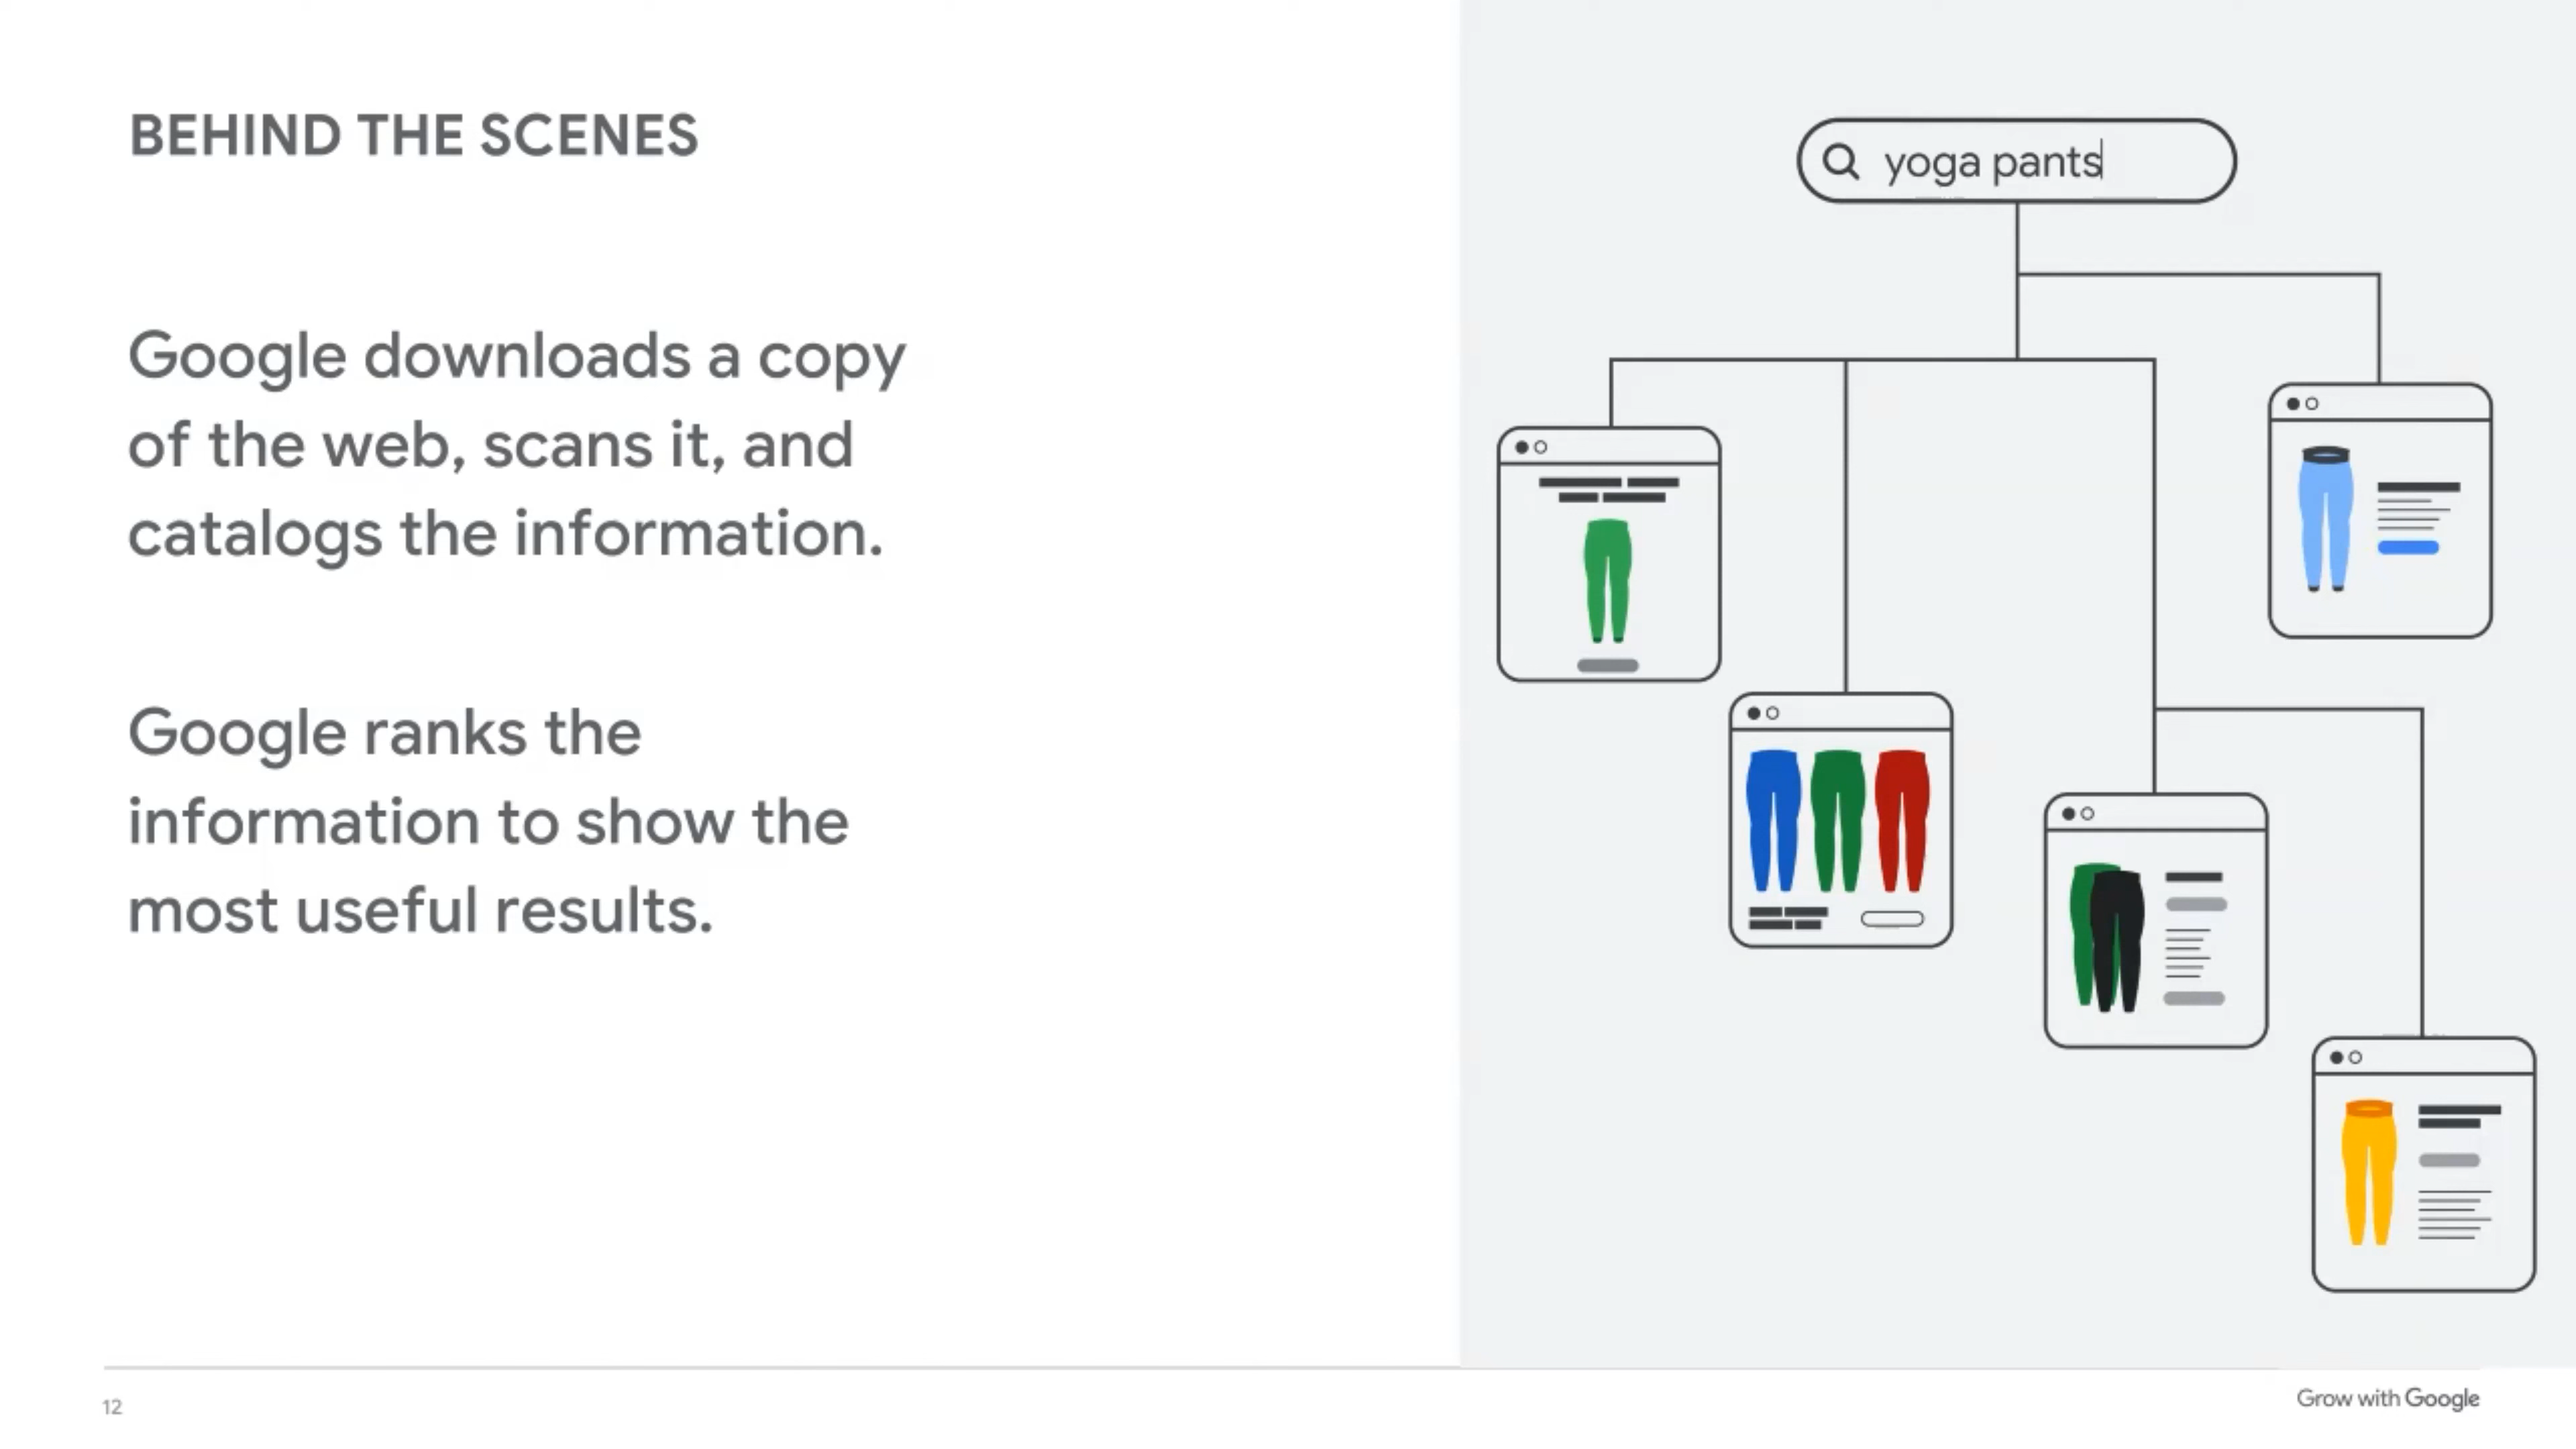 BEHIND THE SCENES
Google downloads a copy
of the web, scans it, and
catalogs the information.
Google ranks the
information to show the
most useful results.
yoga pants
12
Grow with Google